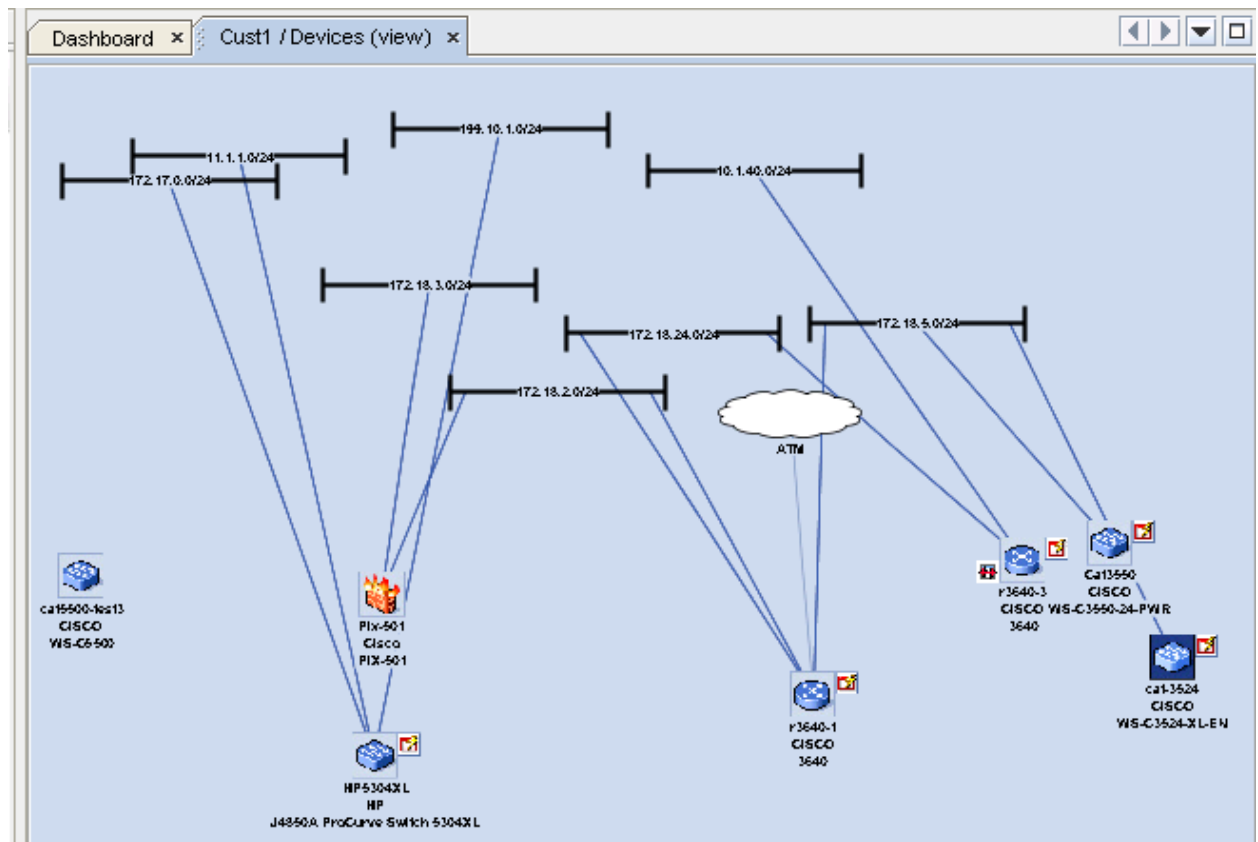 Dashboard
Cust1 / Devices (view)
199.10.1.0/24
11.1.1.0/24
10.1.40.0/24
172.17.0.0/24
172.18.3.0/24
172.18.24.0/24
172.18.5.0/24
172.18.2.0/24
ATM
cat5500-test3
CISCO
WS-C5500
Pix-501
Cisco
PIX-501
r3640-3
CISCO
3640
Cat3550
CISCO
WS-C3550-24-PWR
cat-3524
CISCO
WS-C3524-XL-EN
r3640-1
CISCO
3640
HP5304XL
HP
J4850A ProCurve Switch 5304XL